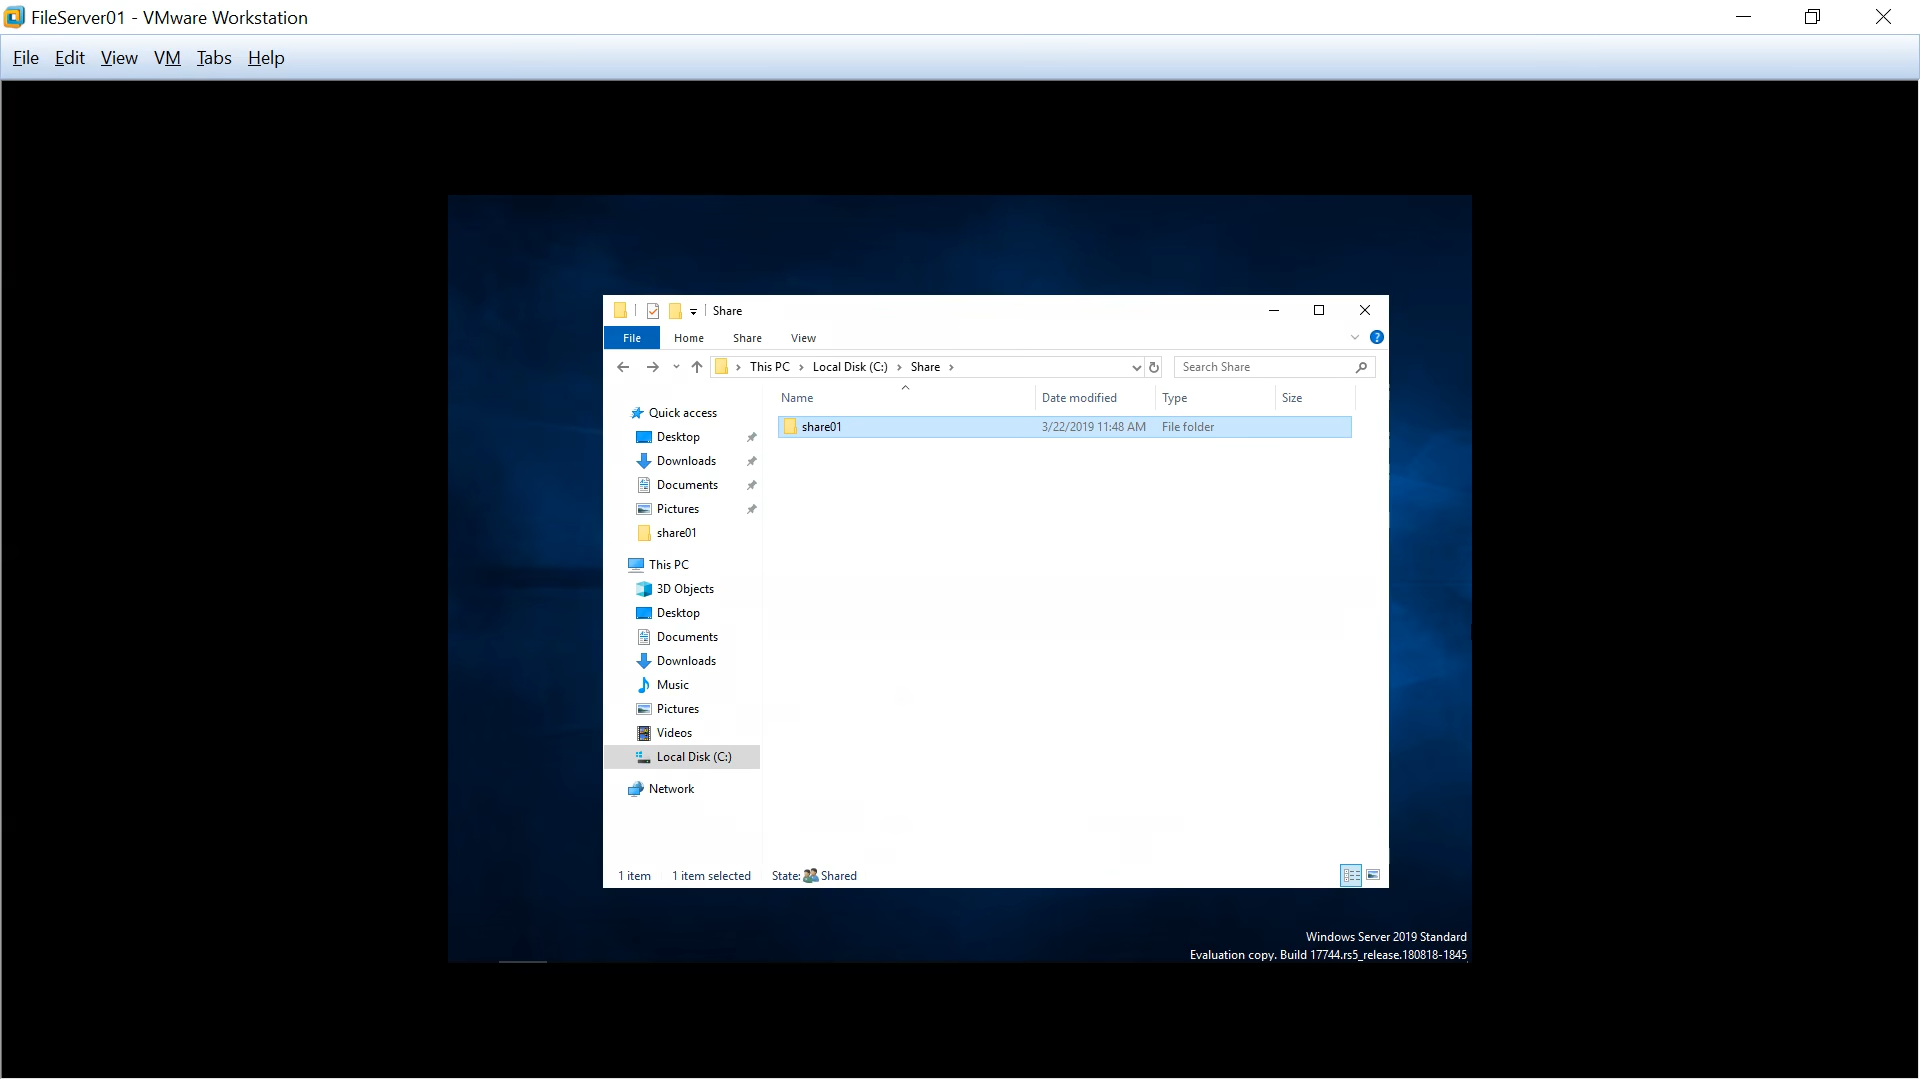 FileServer01 - VMware Workstation
File Edit View VM Tabs Help
Share
File Home Share View
This PC Local Disk (C:) Share
Search Share
Name Date modified Type Size
share01 3/22/2019 11:48 AM File folder
Quick access
Desktop
Downloads
Documents
Pictures
share01
This PC
3D Objects
Desktop
Documents
Downloads
Music
Pictures
Videos
Local Disk (C:)
Network
1 item 1 item selected State: Shared
Windows Server 2019 Standard
Evaluation copy. Build 17744.rs5_release.180818-1845